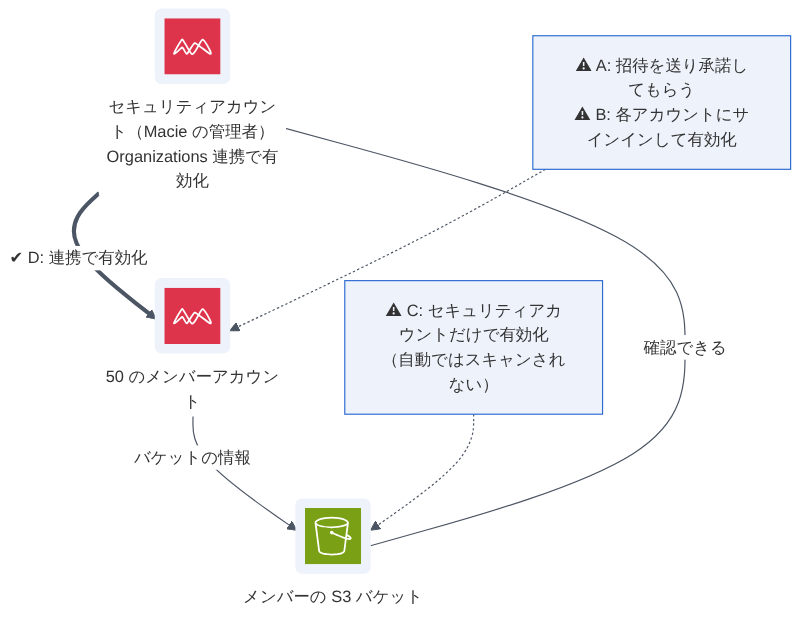 セキュリティアカウン
ト（Macie の管理者）
Organizations 連携で有
効化
⚠ A: 招待を送り承諾し
てもらう
⚠ B: 各アカウントにサ
インインして有効化
✔ D: 連携で有効化
⚠ C: セキュリティアカ
ウントだけで有効化
（自動ではスキャンされ
ない）
確認できる
50 のメンバーアカウン
ト
バケットの情報
メンバーの S3 バケット